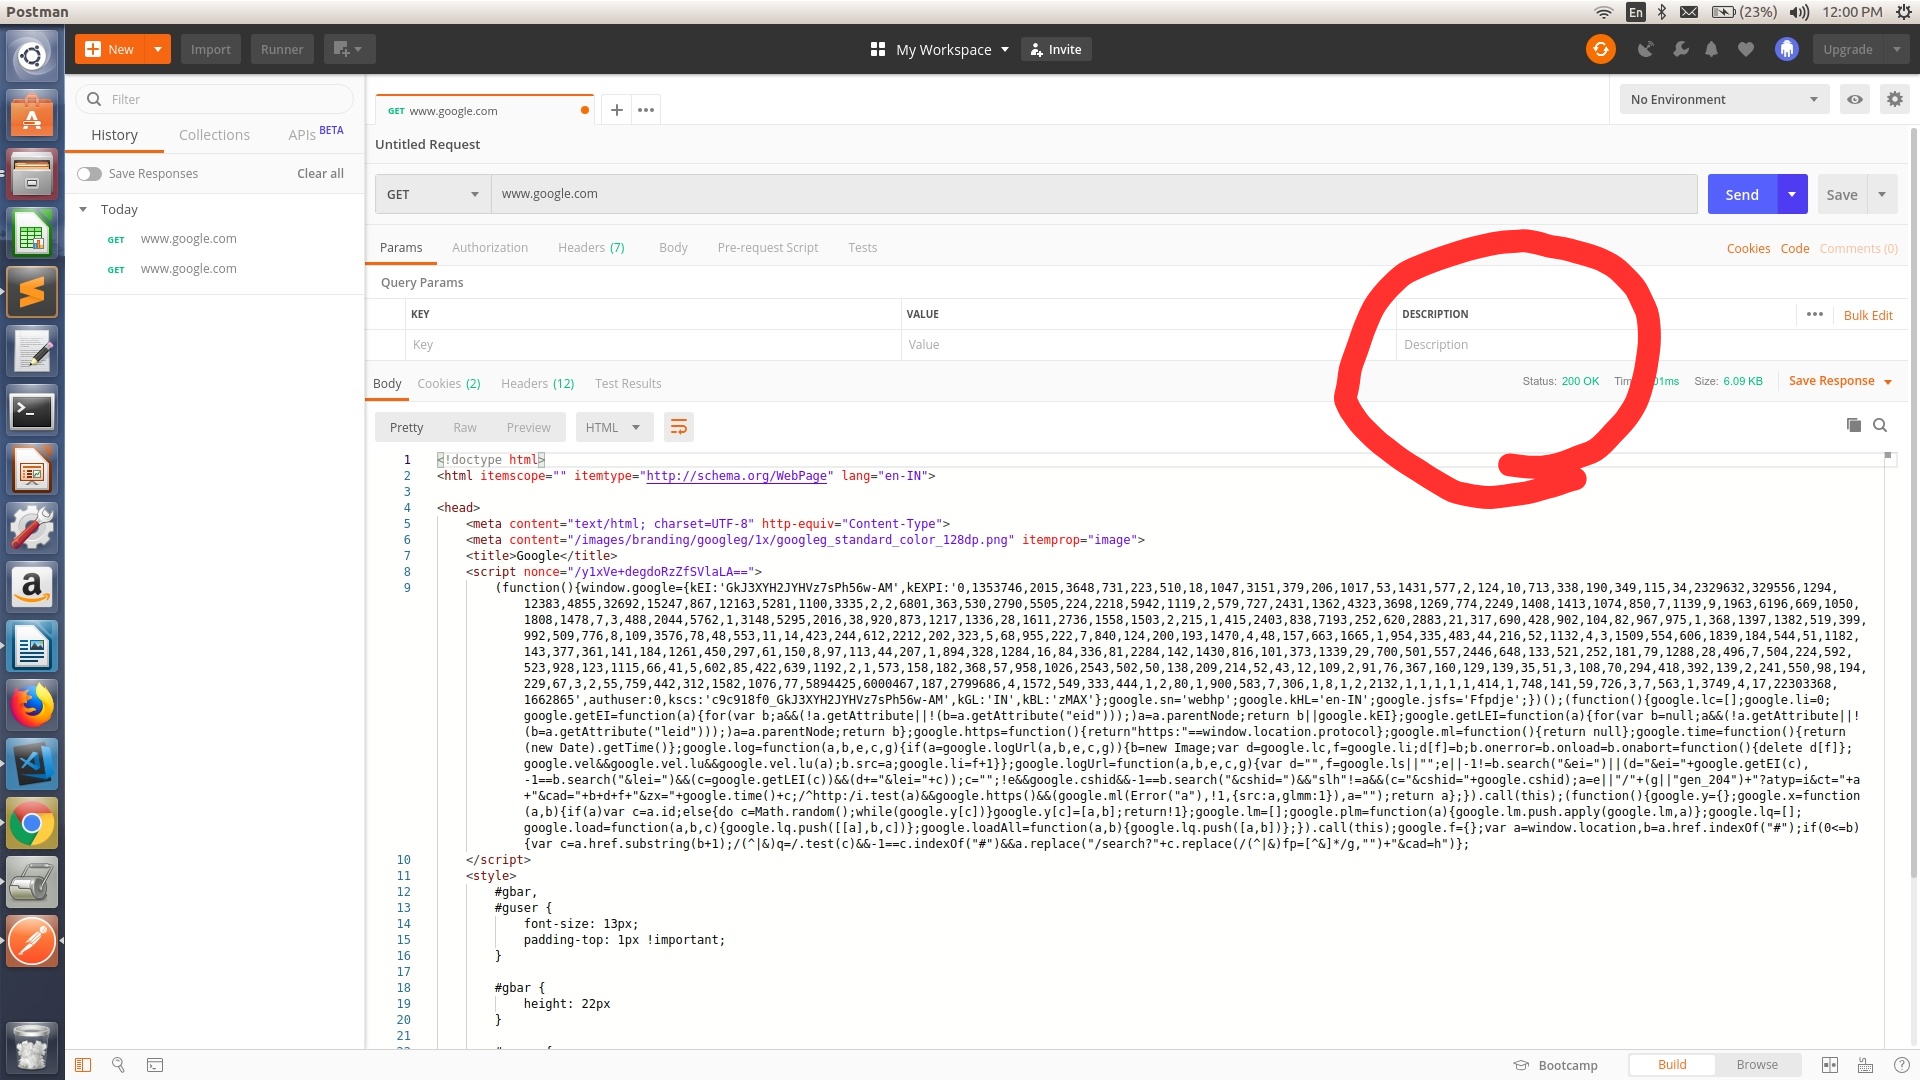 Postman
En
(23%)
12:00 PM
New
Import
Runner
My Workspace
Invite
Upgrade
Filter
History
Collections
APIs BETA
Save Responses
Clear all
Today
GET www.google.com
GET www.google.com
GET www.google.com
No Environment
Untitled Request
GET
www.google.com
Send
Save
Params
Authorization
Headers (7)
Body
Pre-request Script
Tests
Cookies
Code
Comments (0)
Query Params
KEY
VALUE
DESCRIPTION
Bulk Edit
Key
Value
Description
Body
Cookies (2)
Headers (12)
Test Results
Status: 200 OK
01ms
Size: 6.09 KB
Save Response
Pretty
Raw
Preview
HTML
1 <!doctype html>
2 <html itemscope="" itemtype="http://schema.org/WebPage" lang="en-IN">
3
4 <head>
5 <meta content="text/html; charset=UTF-8" http-equiv="Content-Type">
6 <meta content="/images/branding/googleg/1x/googleg_standard_color_128dp.png" itemprop="image">
7 <title>Google</title>
8 <script nonce="/y1xVe+degdoRzZfSVlaLA==">
9 (function(){window.google={kEI:'GkJ3XYH2JYHVz7sPh56w-AM',kEXPI:'0,1353746,2015,3648,731,223,510,18,1047,3151,379,206,1017,53,1431,577,2,124,10,713,338,190,349,115,34,2329632,329556,1294,
12383,4855,32692,15247,867,12163,5281,1100,3335,2,2,6801,363,530,2790,5505,224,2218,5942,1119,2,579,727,2431,1362,4323,3698,1269,774,2249,1408,1413,1074,850,7,1139,9,1963,6196,669,1050,
1808,1478,7,3,488,2044,5762,1,3148,5295,2016,38,920,873,1217,1336,28,1611,2736,1558,1503,2,215,1,415,2403,838,7193,252,620,2883,21,317,690,428,902,104,82,967,975,1,368,1397,1382,519,399,
992,509,776,8,109,3576,78,48,553,11,14,423,244,612,2212,202,323,5,68,955,222,7,840,124,200,193,1470,4,48,157,663,1665,1,954,335,483,44,216,52,1132,4,3,1509,554,606,1839,184,544,51,1182,
143,377,361,141,184,1261,450,297,61,150,8,97,113,44,207,1,894,328,1284,16,84,336,81,2284,142,1430,816,101,373,1339,29,700,501,557,2446,648,133,521,252,181,79,1288,28,496,7,504,224,592,
523,928,123,1115,66,41,5,602,85,422,639,1192,2,1,573,158,182,368,57,958,1026,2543,502,50,138,209,214,52,43,12,109,2,91,76,367,160,129,139,35,51,3,108,70,294,418,392,139,2,241,550,98,194,
229,67,3,2,55,759,442,312,1582,1076,77,5894425,6000467,187,2799686,4,1572,549,333,444,1,2,80,1,900,583,7,306,1,8,1,2,2132,1,1,1,1,1,414,1,748,141,59,726,3,7,563,1,3749,4,17,22303368,
1662865',authuser:0,kscs:'c9c918f0_GkJ3XYH2JYHVz7sPh56w-AM',kGL:'IN',kBL:'zMAX'};google.sn='webhp';google.kHL='en-IN';google.jsfs='Ffpdje';})();(function(){google.lc=[];google.li=0;
google.getEI=function(a){for(var b;a&&(!a.getAttribute||!(b=a.getAttribute("eid")));)a=a.parentNode;return b||google.kEI};google.getLEI=function(a){for(var b=null;a&&(!a.getAttribute||!
(b=a.getAttribute("leid")));)a=a.parentNode;return b};google.https=function(){return"https:"==window.location.protocol};google.ml=function(){return null};google.time=function(){return
(new Date).getTime()};google.log=function(a,b,e,c,g){if(a=google.logUrl(a,b,e,c,g)){b=new Image;var d=google.lc,f=google.li;d[f]=b;b.onerror=b.onload=b.onabort=function(){delete d[f]};
google.vel&&google.vel.lu&&google.vel.lu(a);b.src=a;google.li=f+1}};google.logUrl=function(a,b,e,c,g){var d="",f=google.ls||"";e||-1!=b.search("&ei=")||(d="&ei="+google.getEI(c),
-1==b.search("&lei=")&&(c=google.getLEI(c))&&(d+="&lei="+c));c="";!e&&google.cshid&&-1==b.search("&cshid=")&&"slh"!=a&&(c="&cshid="+google.cshid);a=e||"/"+(g||"gen_204")+"?atyp=i&ct="+a
+"&cad="+b+d+f+"&zx="+google.time()+c;/^http:/i.test(a)&&google.https()&&(google.ml(Error("a"),!1,{src:a,glmm:1}),a="");return a};}).call(this);(function(){google.y={};google.x=function
(a,b){if(a)var c=a.id;else{do c=Math.random();while(google.y[c])}google.y[c]=[a,b];return!1};google.lm=[];google.plm=function(a){google.lm.push.apply(google.lm,a)};google.lq=[];
google.load=function(a,b,c){google.lq.push([[a],b,c])};google.loadAll=function(a,b){google.lq.push([a,b])};}).call(this);google.f={};var a=window.location,b=a.href.indexOf("#");if(0<=b)
{var c=a.href.substring(b+1);/(^|&)q=/.test(c)&&-1==c.indexOf("#")&&a.replace("/search?"+c.replace(/(^|&)fp=[^&]*/g,"")+"&cad=h")};
10 </script>
11 <style>
12 #gbar,
13 #guser {
14 font-size: 13px;
15 padding-top: 1px !important;
16 }
17
18 #gbar {
19 height: 22px
20 }
21
Bootcamp
Build
Browse